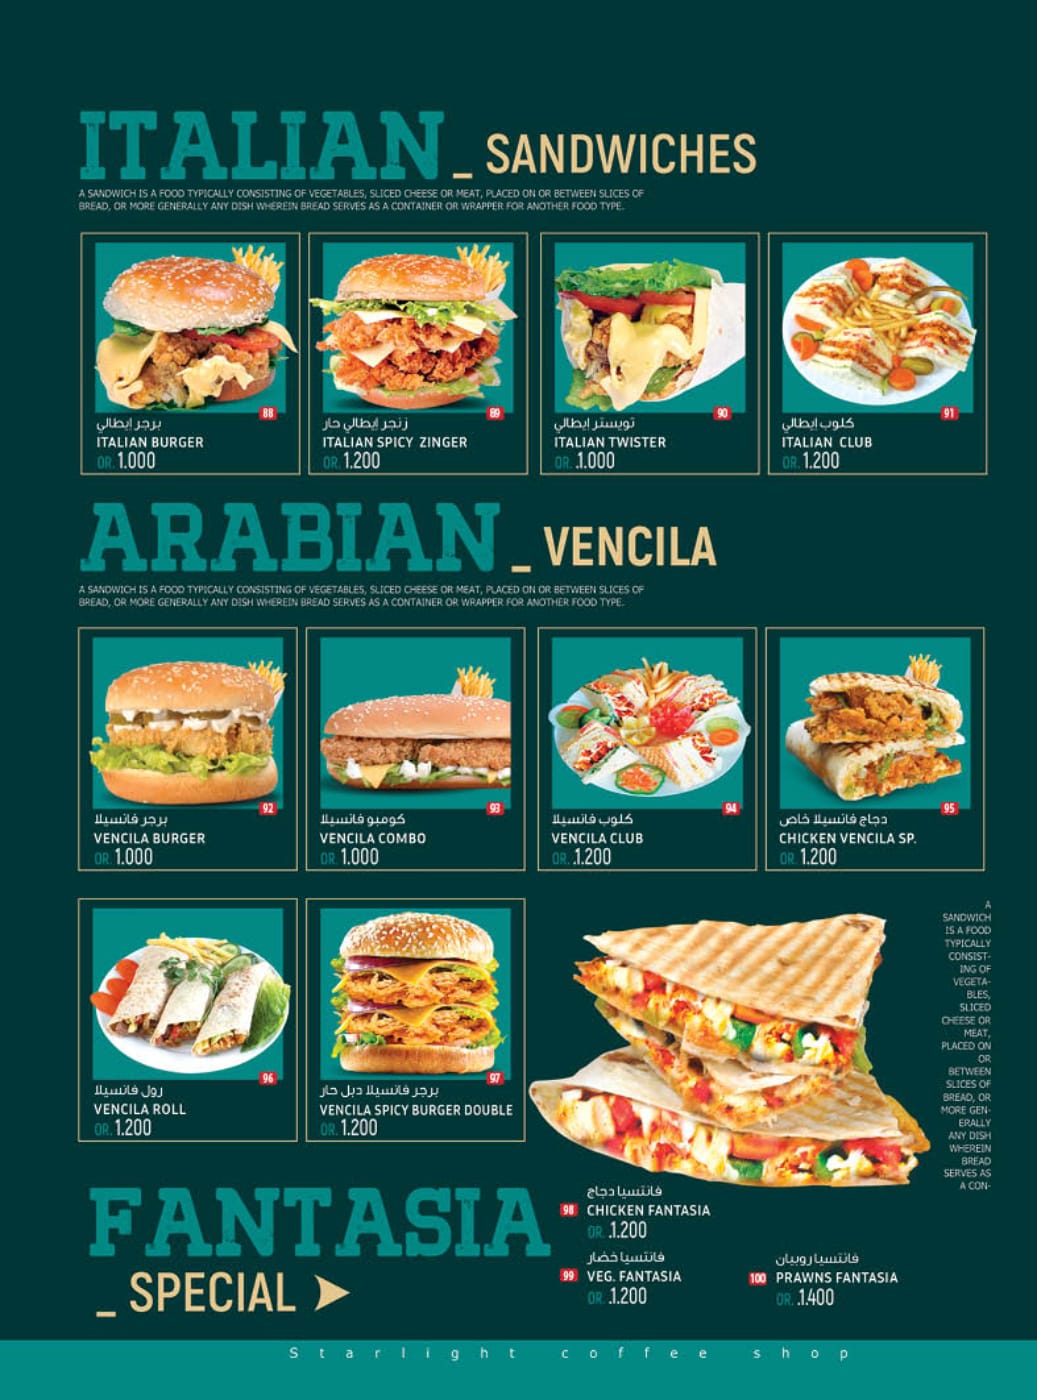 ITALIAN _ SANDWICHES
A SANDWICH IS A FOOD TYPICALLY CONSISTING OF VEGETABLES, SLICED CHEESE OR MEAT, PLACED ON OR BETWEEN SLICES OF
BREAD, OR MORE GENERALLY ANY DISH WHEREIN BREAD SERVES AS A CONTAINER OR WRAPPER FOR ANOTHER FOOD TYPE.
88
برجر إيطالي
ITALIAN BURGER
OR. 1.000
89
زنجر إيطالي حار
ITALIAN SPICY ZINGER
OR. 1.200
90
تويستر إيطالي
ITALIAN TWISTER
OR. .1.000
91
كلوب إيطالي
ITALIAN CLUB
OR. 1.200
ARABIAN _ VENCILA
A SANDWICH IS A FOOD TYPICALLY CONSISTING OF VEGETABLES, SLICED CHEESE OR MEAT, PLACED ON OR BETWEEN SLICES OF
BREAD, OR MORE GENERALLY ANY DISH WHEREIN BREAD SERVES AS A CONTAINER OR WRAPPER FOR ANOTHER FOOD TYPE.
92
برجر فانسيلا
VENCILA BURGER
OR. 1.000
93
كومبو فانسيلا
VENCILA COMBO
OR. 1.000
94
كلوب فانسيلا
VENCILA CLUB
OR. .1.200
95
دجاج فانسيلا خاص
CHICKEN VENCILA SP.
OR. 1.200
96
رول فانسيلا
VENCILA ROLL
OR. 1.200
97
برجر فانسيلا دبل حار
VENCILA SPICY BURGER DOUBLE
OR. 1.200
A
SANDWICH
IS A FOOD
TYPICALLY
CONSIST-
ING OF
VEGETA-
BLES,
SLICED
CHEESE OR
MEAT,
PLACED ON
OR
BETWEEN
SLICES OF
BREAD, OR
MORE GEN-
ERALLY
ANY DISH
WHEREIN
BREAD
SERVES AS
A CON-
FANTASIA
_ SPECIAL
فانتسيا دجاج
98 CHICKEN FANTASIA
OR. .1.200
فانتسيا خضار
99 VEG. FANTASIA
OR. .1.200
فانتسيا روبيان
100 PRAWNS FANTASIA
OR. .1.400
Starlight coffee shop